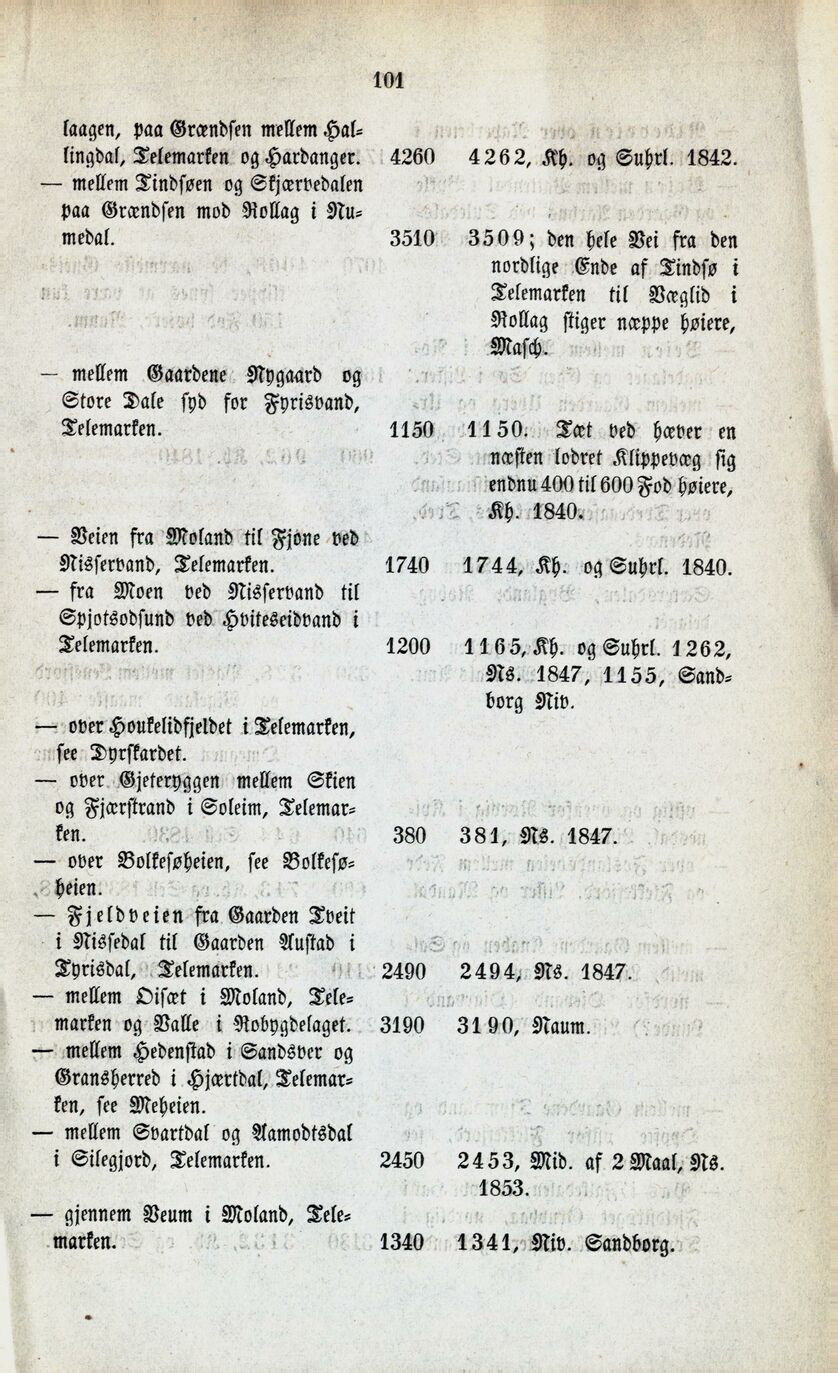 101
laagen, paa Grændsen mellem Hal=
lingdal, Telemarken og Hardanger. 4260 4262, Kh. og Suhrl. 1842.
— mellem Tindsøen og Skjærvedalen
paa Grændsen mod Rollag i Nu=
medal. 3510 3509; den hele Vei fra den
nordlige Ende af Tindsø i
Telemarken til Væglid i
Rollag stiger næppe høiere,
Masch.
— mellem Gaardene Nygaard og
Store Dale syd for Fyrisvand,
Telemarken. 1150 1150. Tæt ved hæver en
næsten lodret Klippevæg sig
endnu 400 til 600 Fod høiere,
Kh. 1840.
— Veien fra Moland til Fjone ved
Nisservand, Telemarken. 1740 1744, Kh. og Suhrl. 1840.
— fra Moen ved Nisservand til
Spjotsodsund ved Hviteseidvand i
Telemarken. 1200 1165, Kh. og Suhrl. 1262,
Ns. 1847, 1155, Sand=
borg Niv.
— over Houkelidfjeldet i Telemarken,
see Dyrskardet.
— over Gjeteryggen mellem Skien
og Fjærstrand i Soleim, Telemar=
ken. 380 381, Ns. 1847.
— over Bolkesøheien, see Bolkesø=
heien.
— Fjeldveien fra Gaarden Tveit
i Nissedal til Gaarden Austad i
Tyrisdal, Telemarken. 2490 2494, Ns. 1847.
— mellem Oisæt i Moland, Tele=
marken og Valle i Robygdelaget. 3190 3190, Naum.
— mellem Hedenstad i Sandsver og
Gransherred i Hjærtdal, Telemar=
ken, see Meheien.
— mellem Svartdal og Aamodtsdal
i Silegjord, Telemarken. 2450 2453, Mid. af 2 Maal, Ns.
1853.
— gjennem Veum i Moland, Tele=
marken. 1340 1341, Niv. Sandborg.